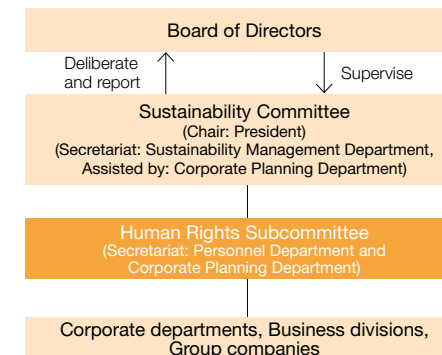 Board of Directors
Deliberate
and report
Supervise
Sustainability Committee
(Chair: President)
(Secretariat: Sustainability Management Department,
Assisted by: Corporate Planning Department)
Human Rights Subcommittee
(Secretariat: Personnel Department and
Corporate Planning Department)
Corporate departments, Business divisions,
Group companies